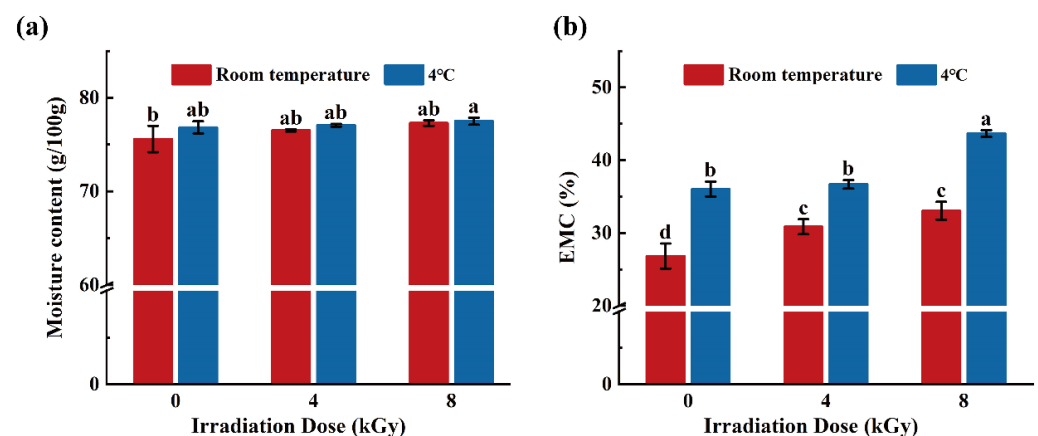 (a)
Room temperature 4°C
Moisture content (g/100g)
80
70
60
0
b ab ab ab ab a
0 4 8
Irradiation Dose (kGy)
(b)
Room temperature 4°C
EMC (%)
50
40
30
20
0
d b c b c a
0 4 8
Irradiation Dose (kGy)